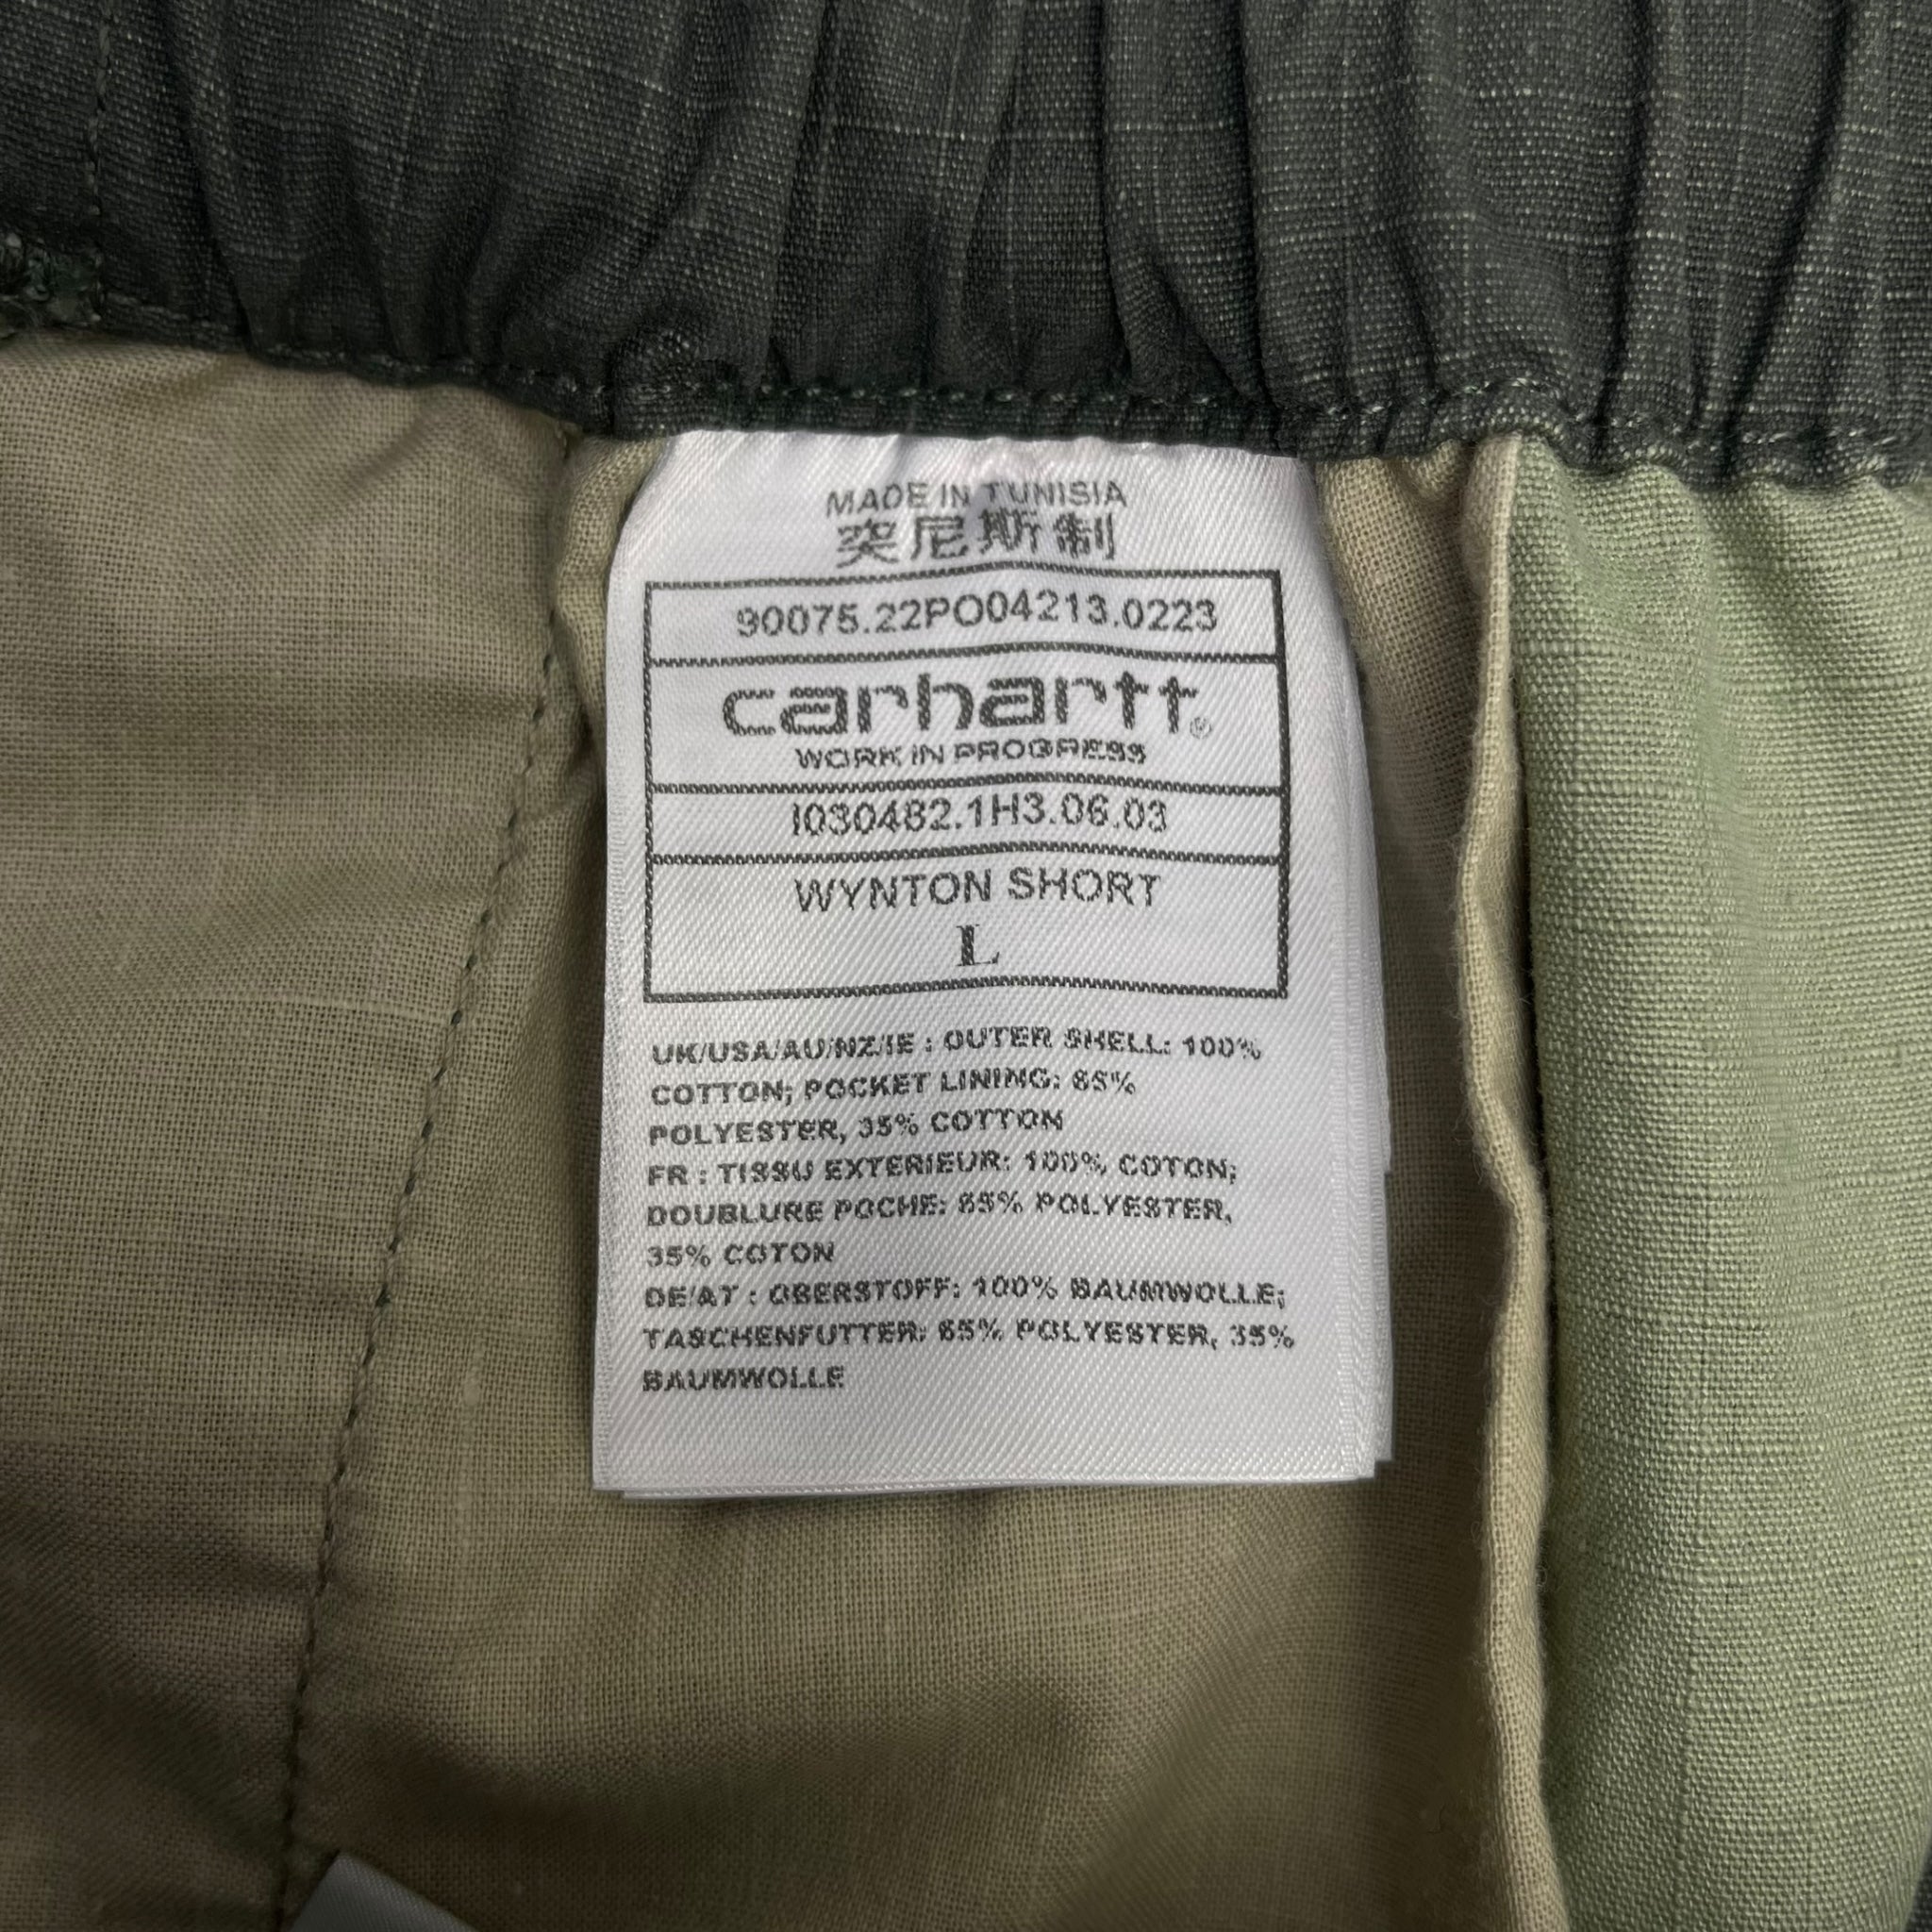 MADE IN TUNISIA
突尼斯制
90075.22PO04213.0223
carhartt®
WORK IN PROGRESS
I030482.1H3.06.03
WYNTON SHORT
L
UK/USA/AU/NZ/IE : OUTER SHELL: 100%
COTTON; POCKET LINING: 65%
POLYESTER, 35% COTTON
FR : TISSU EXTERIEUR: 100% COTON;
DOUBLURE POCHE: 65% POLYESTER,
35% COTON
DE/AT : OBERSTOFF: 100% BAUMWOLLE;
TASCHENFUTTER: 65% POLYESTER, 35%
BAUMWOLLE